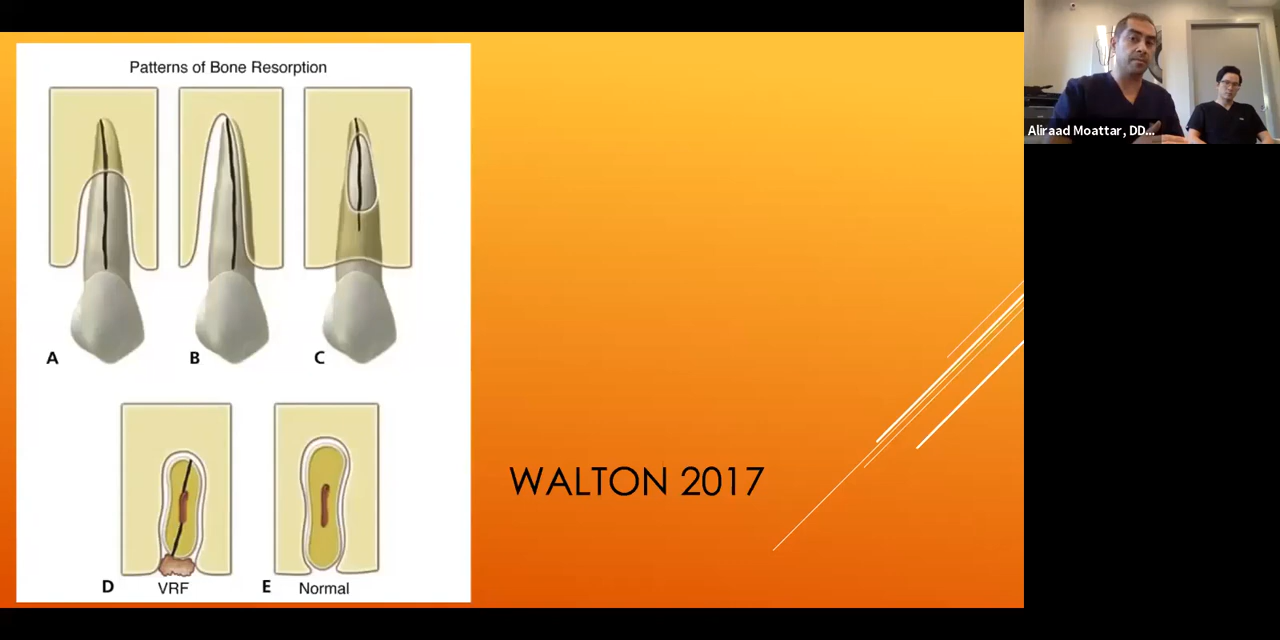 Patterns of Bone Resorption
A
B
C
D
VRF
E
Normal
WALTON 2017
Aliraad Moattar, DD...